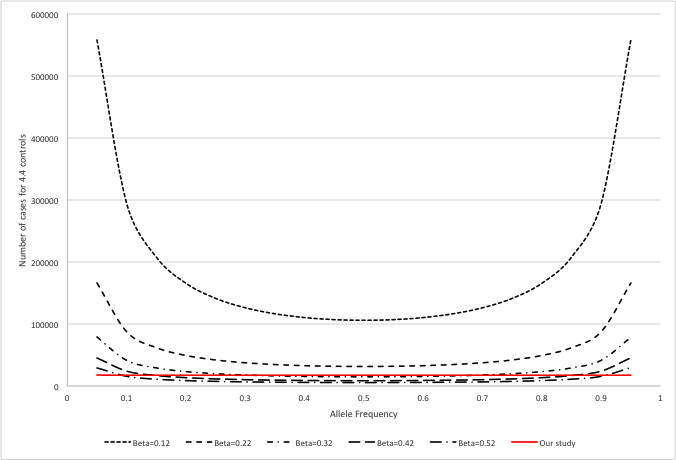 600000
500000
400000
300000
200000
100000
0
Number of cases for 4.4 controls
0 0.1 0.2 0.3 0.4 0.5 0.6 0.7 0.8 0.9 1
Allele Frequency
Beta=0.12 Beta=0.22 Beta=0.32 Beta=0.42 Beta=0.52 Our study